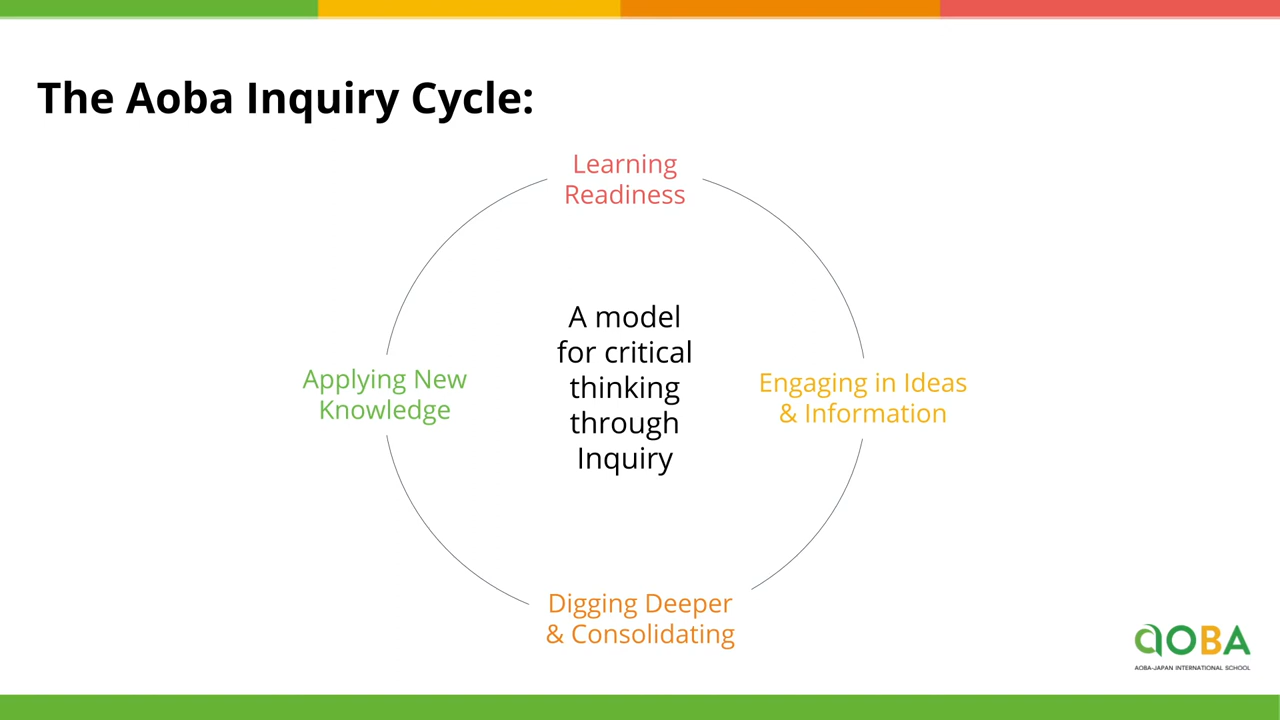 The Aoba Inquiry Cycle:
Learning
Readiness
A model
for critical
thinking
through
Inquiry
Applying New
Knowledge
Engaging in Ideas
& Information
Digging Deeper
& Consolidating
AOBA
AOBA-JAPAN INTERNATIONAL SCHOOL